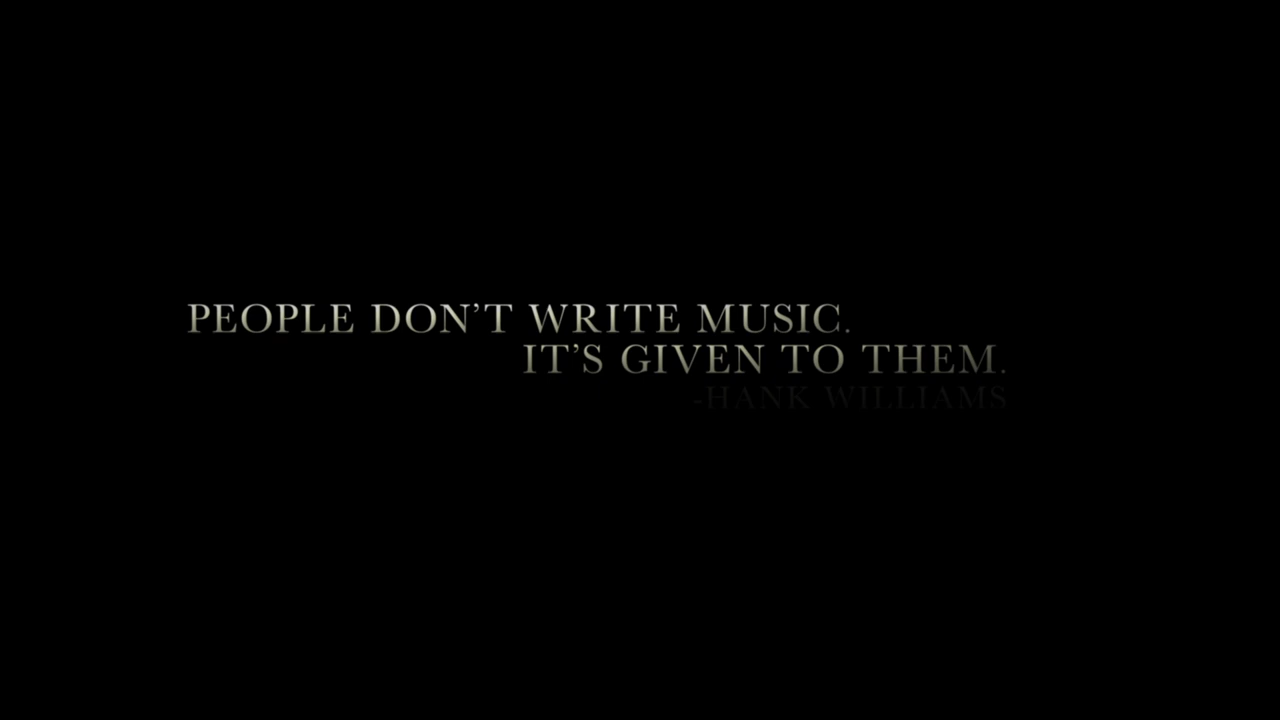 PEOPLE DON'T WRITE MUSIC.
IT'S GIVEN TO THEM.
-HANK WILLIAMS